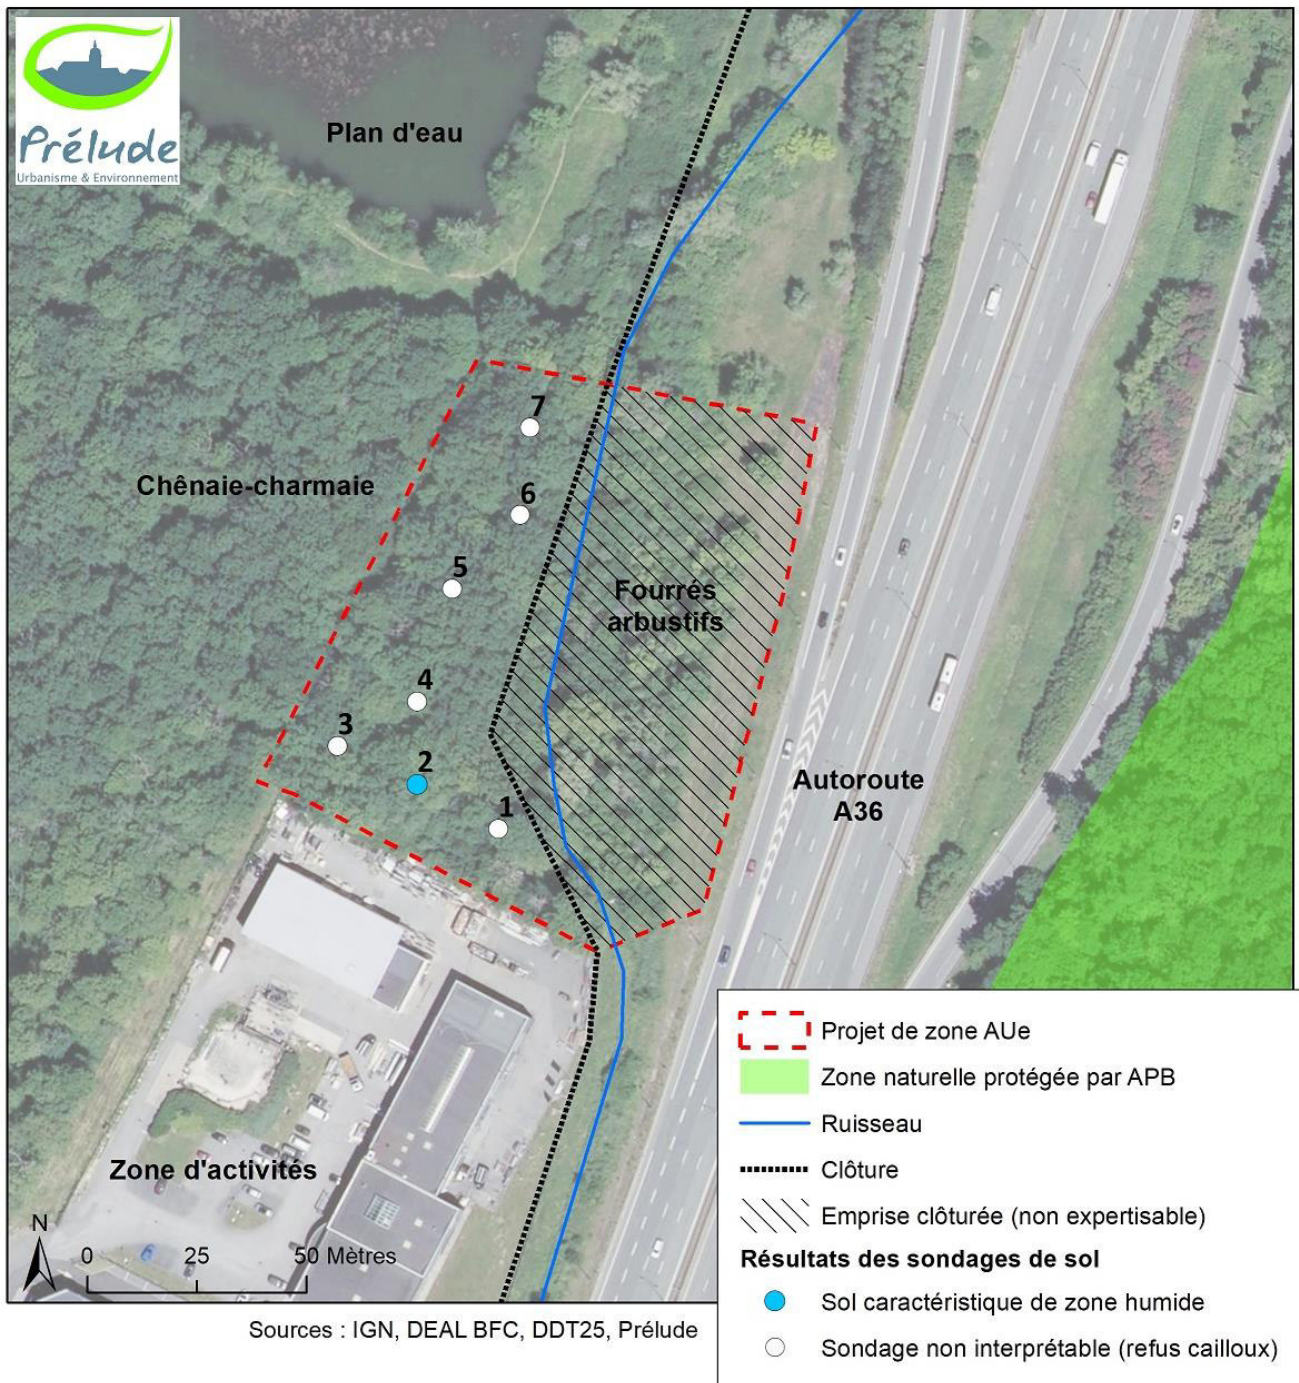 Prélude
Urbanisme & Environnement
Plan d'eau
7
Chênaie-charmaie
6
5
Fourrés
arbustifs
4
3
2
1
Autoroute
A36
Zone d'activités
N
0 25 50 Mètres
Projet de zone AUe
Zone naturelle protégée par APB
Ruisseau
Clôture
Emprise clôturée (non expertisable)
Résultats des sondages de sol
Sol caractéristique de zone humide
Sondage non interprétable (refus cailloux)
Sources : IGN, DEAL BFC, DDT25, Prélude